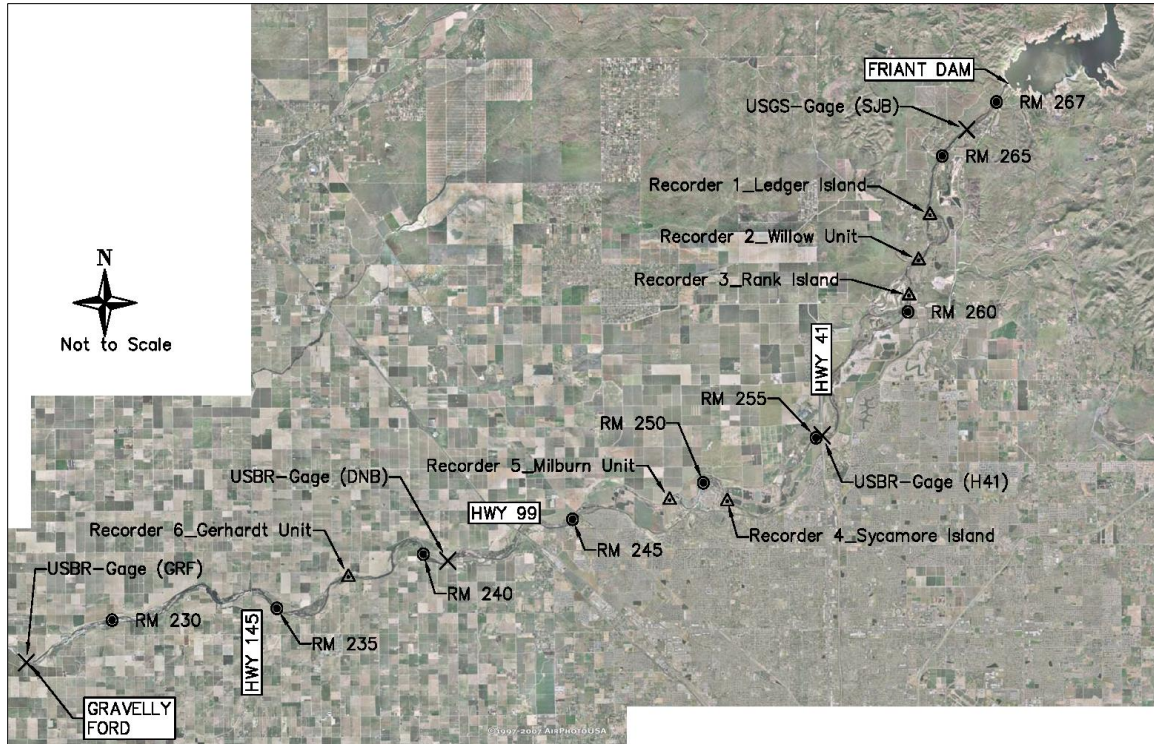 FRIANT DAM
USGS-Gage (SJB)
RM 267
RM 265
Recorder 1_Ledger Island
Recorder 2_Willow Unit
Recorder 3_Rank Island
RM 260
N
Not to Scale
HWY 41
RM 255
RM 250
USBR-Gage (H41)
Recorder 5_Milburn Unit
USBR-Gage (DNB)
HWY 99
Recorder 4_Sycamore Island
Recorder 6_Gerhardt Unit
RM 245
USBR-Gage (GRF)
RM 240
RM 230
RM 235
HWY 145
GRAVELLY
FORD
©1997-2007 AIRPHOTOUSA